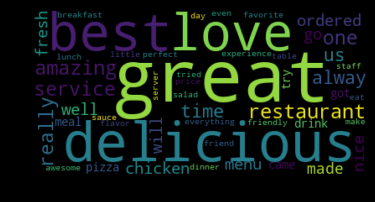 breakfast day even favorite
best love ordered
fresh go one
little perfect experience table us
lunch amazing great staff
tried try alway
service server price got eat
salad
well time restaurant
sauce everything friendly drink make
really meal will
flavor
delicious
friend nice
awesome pizza chicken dinner menu came made